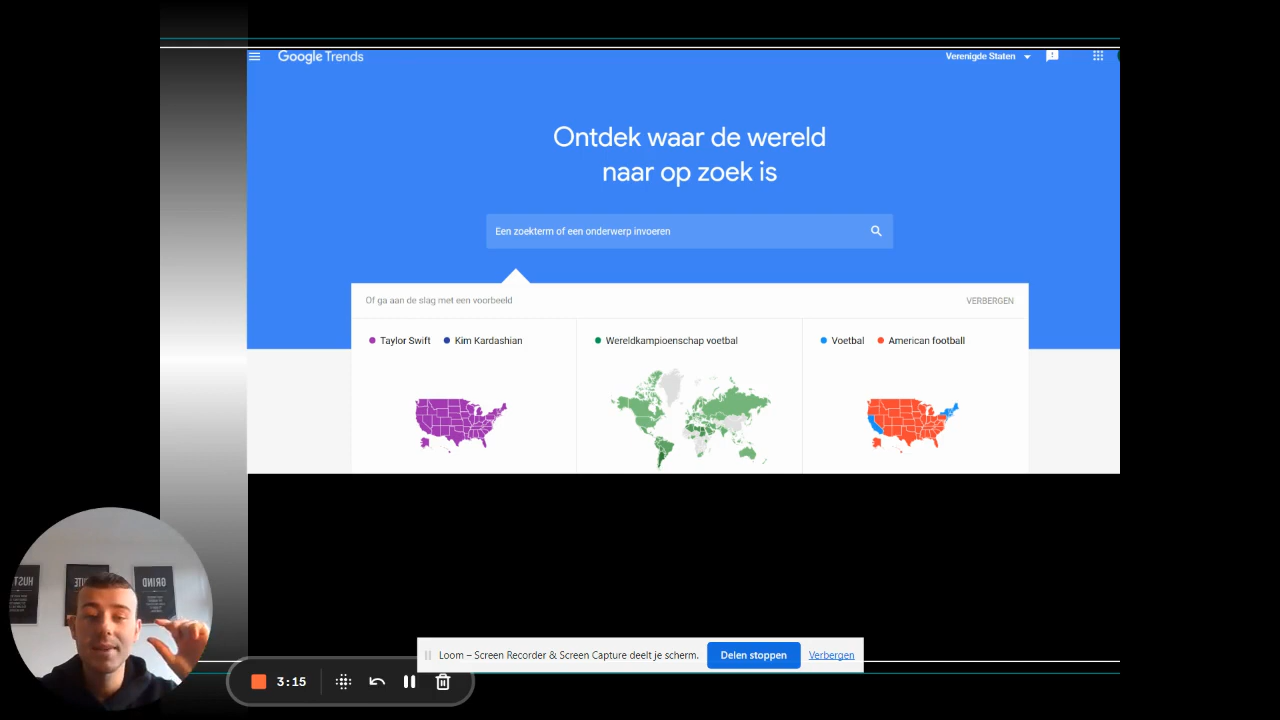 Google Trends
Verenigde Staten
Ontdek waar de wereld
naar op zoek is
Een zoekterm of een onderwerp invoeren
Of ga aan de slag met een voorbeeld
VERBERGEN
Taylor Swift
Kim Kardashian
Wereldkampioenschap voetbal
Voetbal
American football
HUST
GRIND
Loom – Screen Recorder & Screen Capture deelt je scherm.
Delen stoppen
Verbergen
3:15